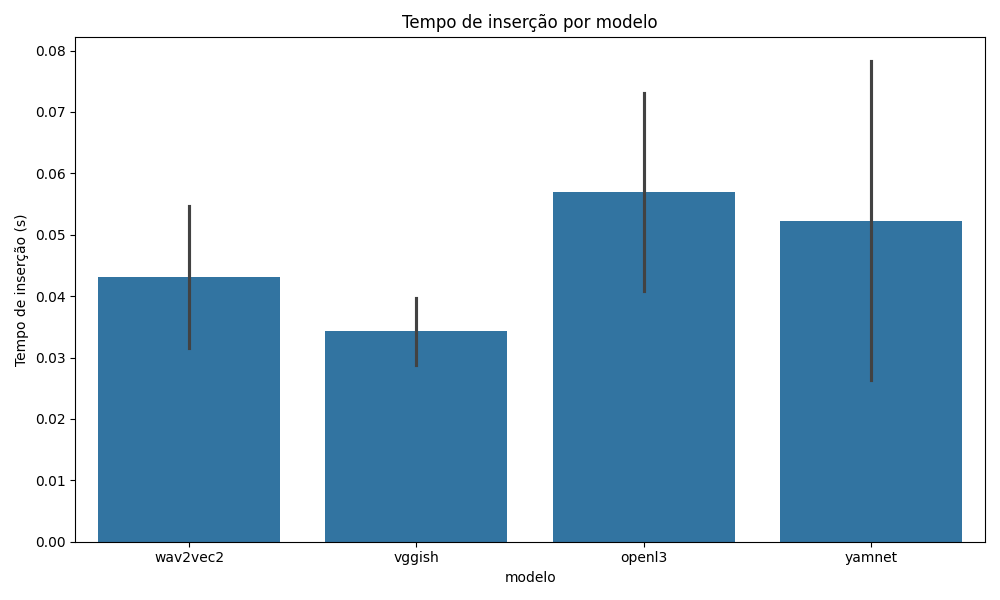 Tempo de inserção por modelo
Tempo de inserção (s)
0.08
0.07
0.06
0.05
0.04
0.03
0.02
0.01
0.00
wav2vec2 vggish openl3 yamnet
modelo